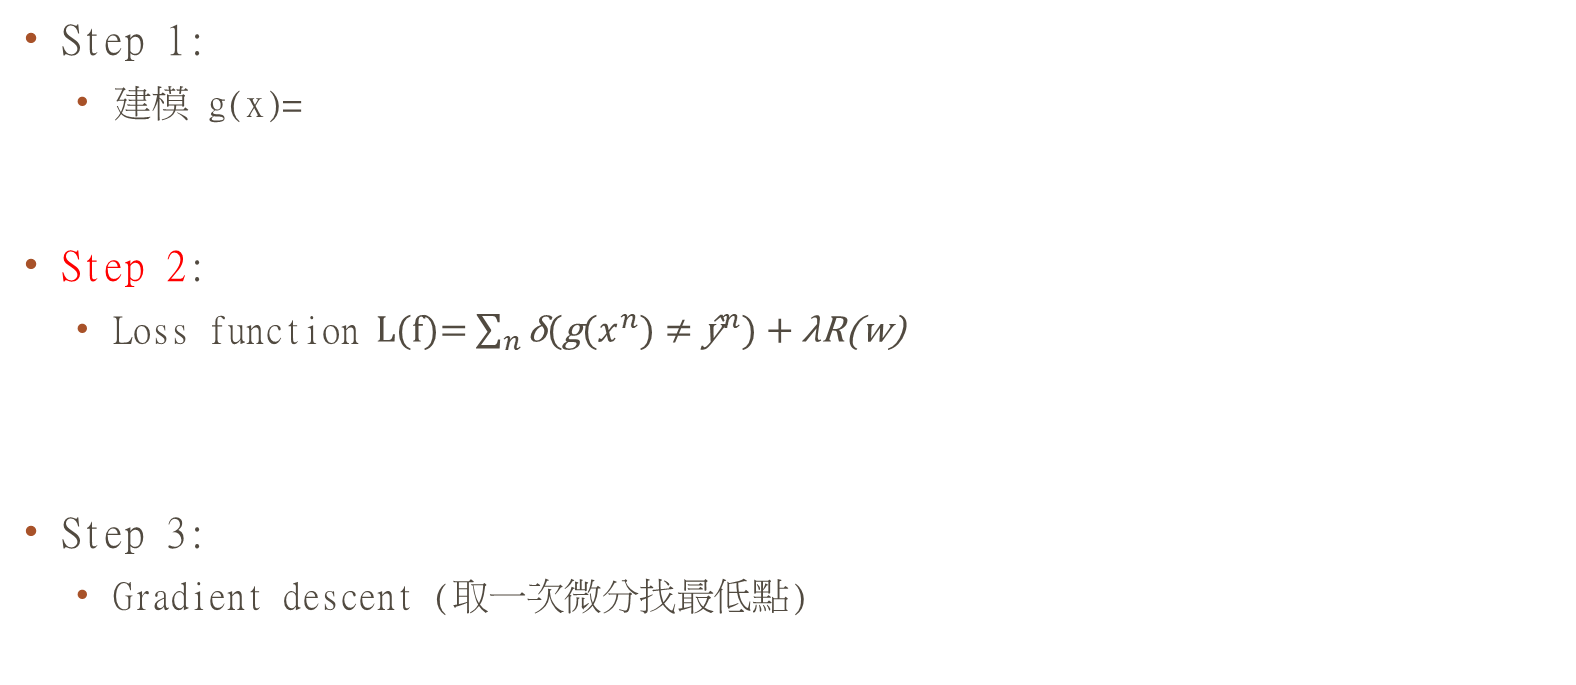 • Step 1:
• 建模 g(x)=
• Step 2:
• Loss function L(f)=∑ₙ δ(g(xⁿ) ≠ ŷⁿ) + λR(w)
• Step 3:
• Gradient descent (取一次微分找最低點)